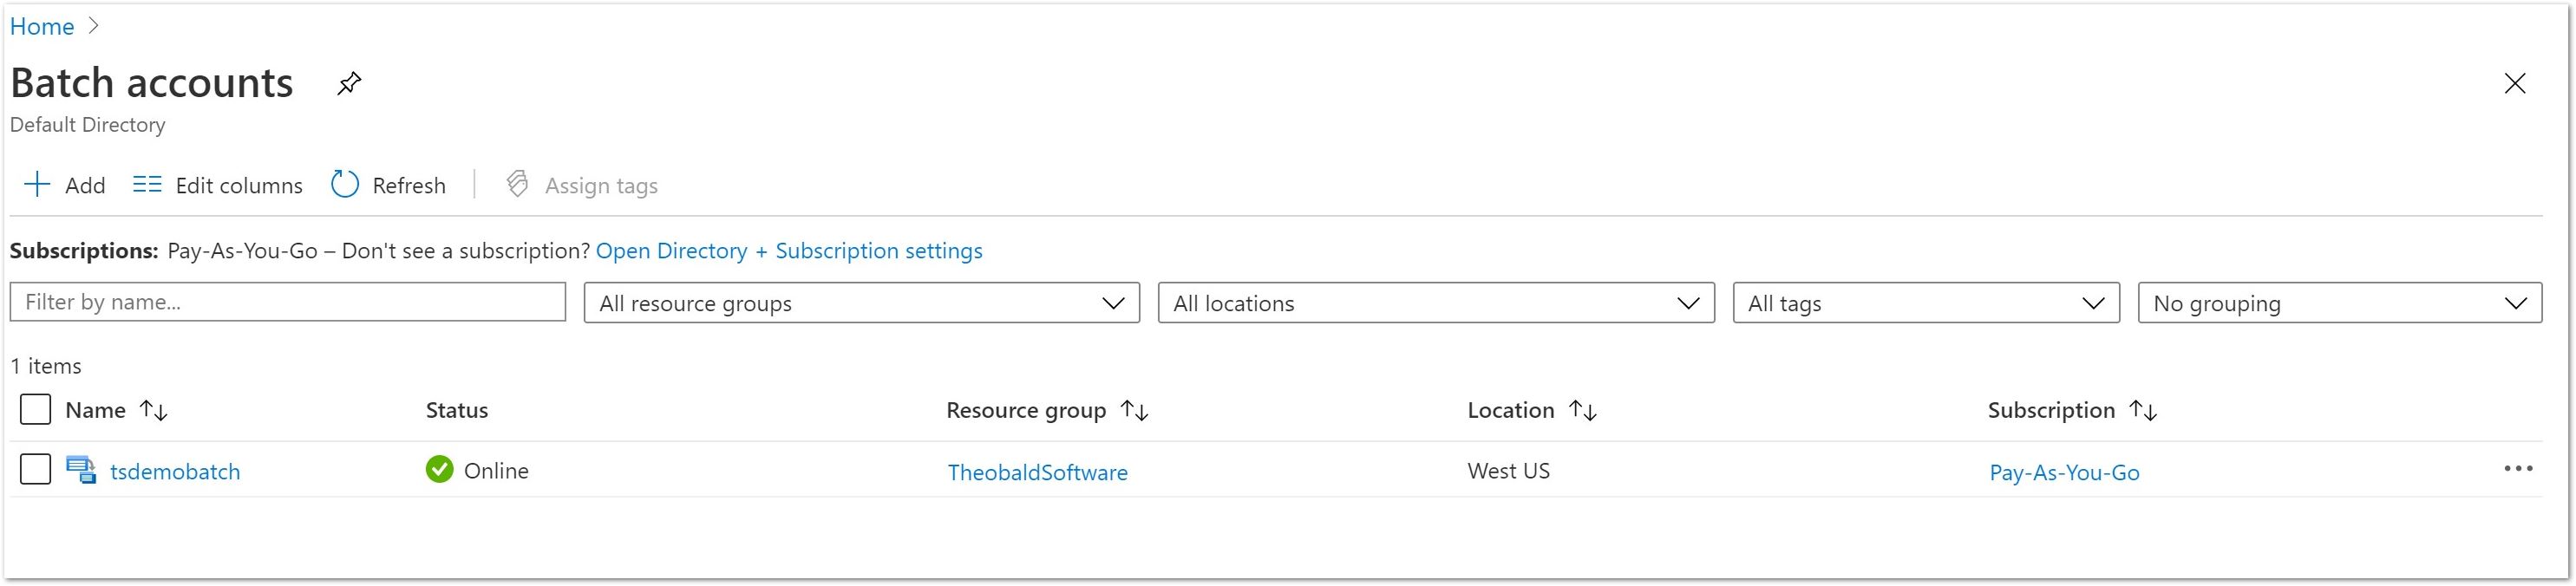 Home
Batch accounts
Default Directory
Add Edit columns Refresh Assign tags
Subscriptions: Pay-As-You-Go – Don't see a subscription? Open Directory + Subscription settings
Filter by name... All resource groups All locations All tags No grouping
1 items
Name Status Resource group Location Subscription
tsdemobatch Online TheobaldSoftware West US Pay-As-You-Go